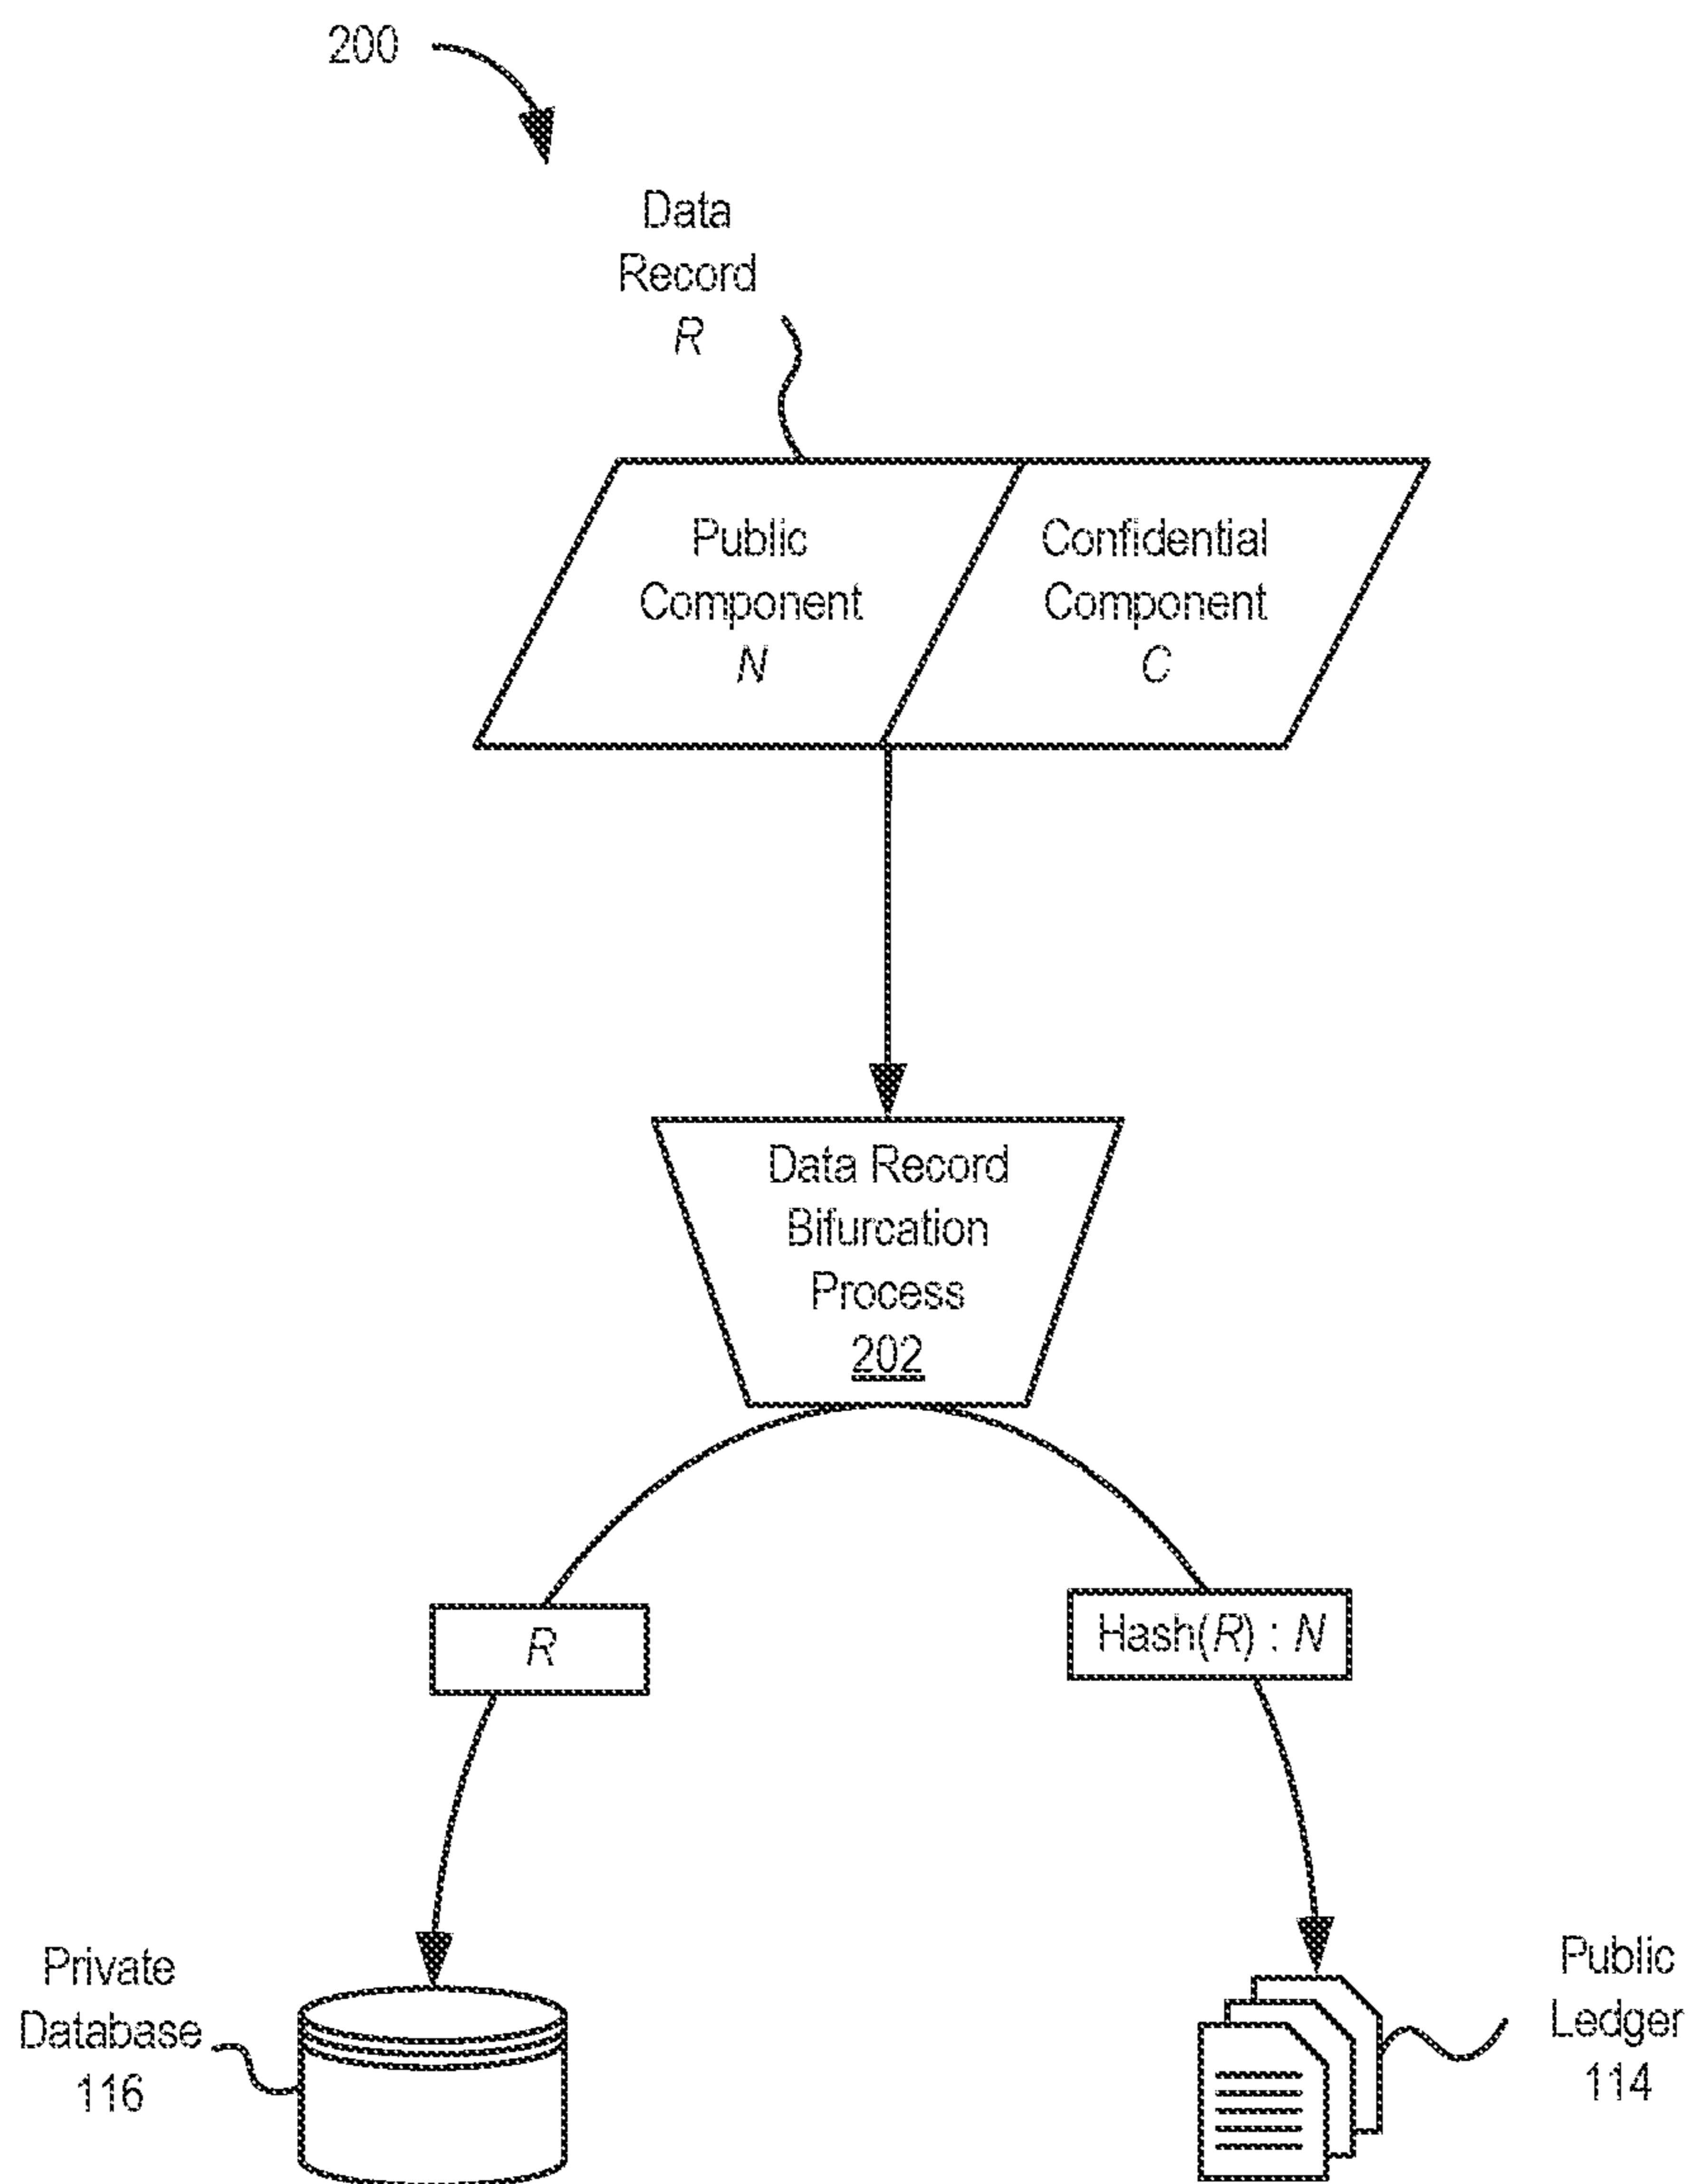 200
Data
Record
R
Public
Component
N
Confidential
Component
C
Data Record
Bifurcation
Process
202
R
Hash(R) : N
Private
Database
116
Public
Ledger
114